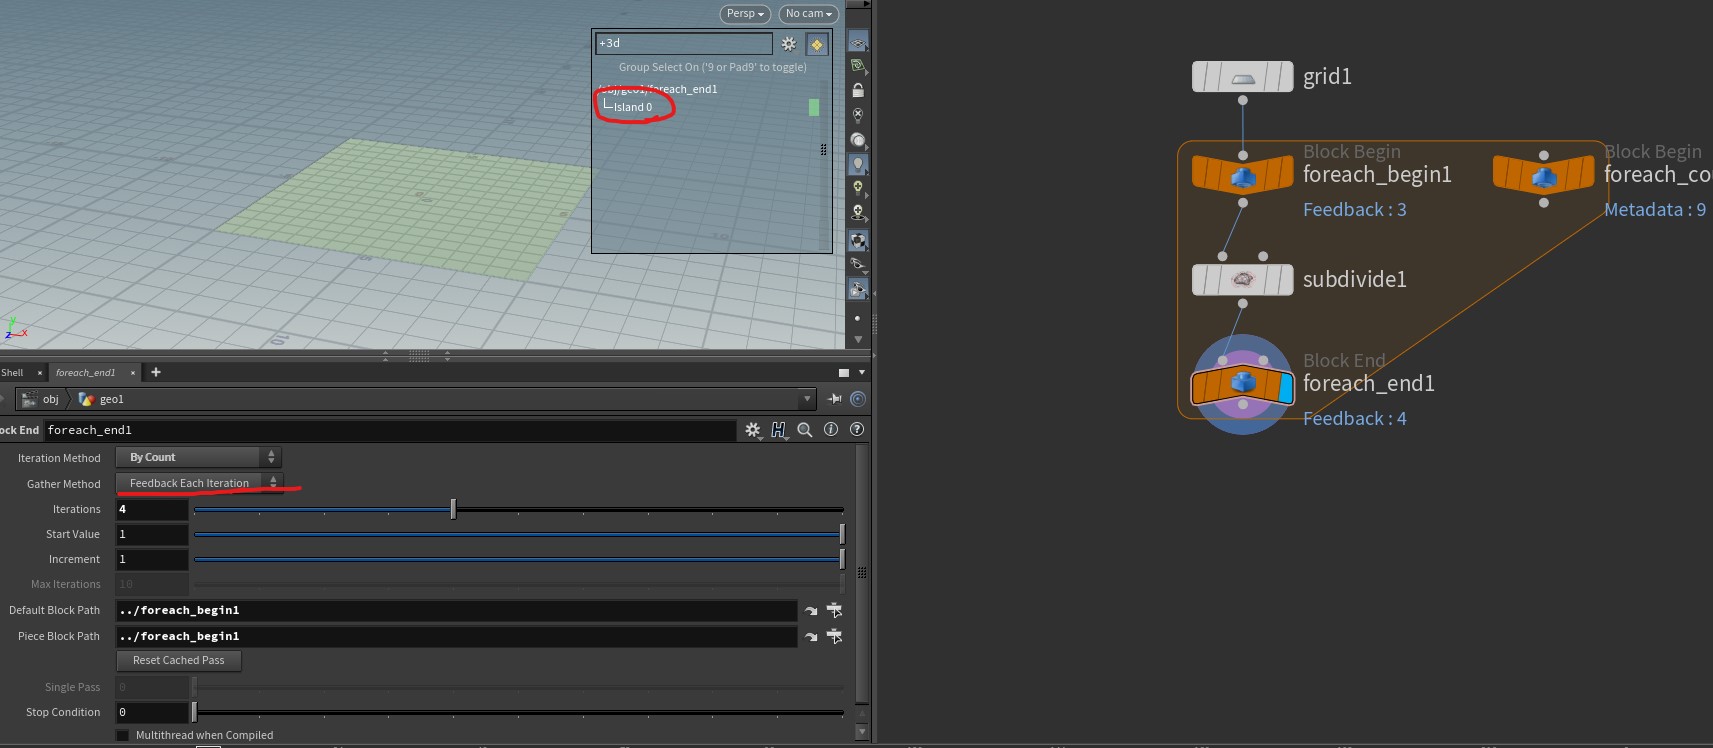 Persp
No cam
+3d
Group Select On ('9 or Pad9' to toggle)
/obj/geo1/foreach_end1
Island 0
grid1
Block Begin
foreach_begin1
Feedback : 3
Block Begin
foreach_co
Metadata : 9
subdivide1
Block End
foreach_end1
Feedback : 4
Shell
foreach_end1
obj
geo1
ock End
foreach_end1
Iteration Method
By Count
Gather Method
Feedback Each Iteration
Iterations
4
Start Value
1
Increment
1
Max Iterations
10
Default Block Path
../foreach_begin1
Piece Block Path
../foreach_begin1
Reset Cached Pass
Single Pass
0
Stop Condition
0
Multithread when Compiled